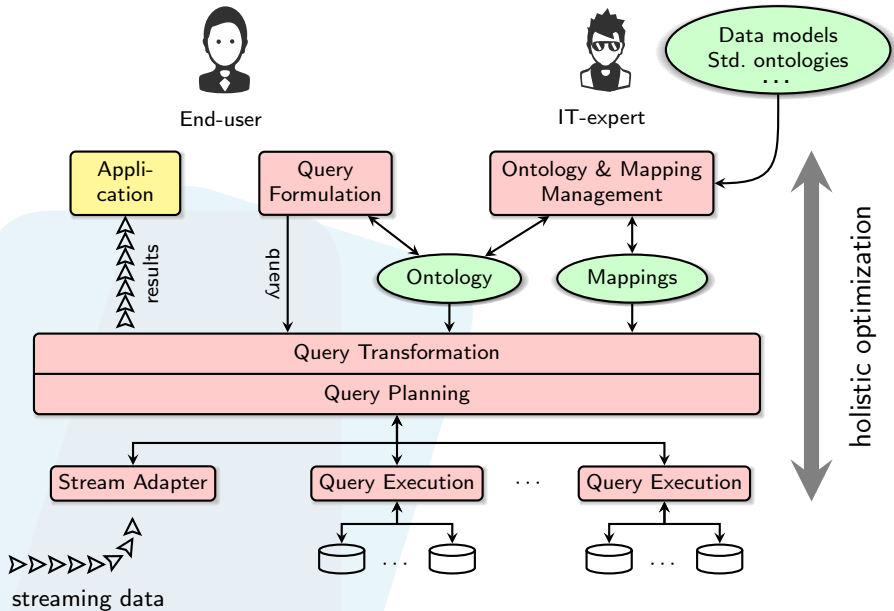 Data models
Std. ontologies
...
End-user
IT-expert
Appli-
cation
Query
Formulation
Ontology & Mapping
Management
results
query
Ontology
Mappings
holistic optimization
Query Transformation
Query Planning
Stream Adapter
Query Execution
...
Query Execution
...
...
streaming data